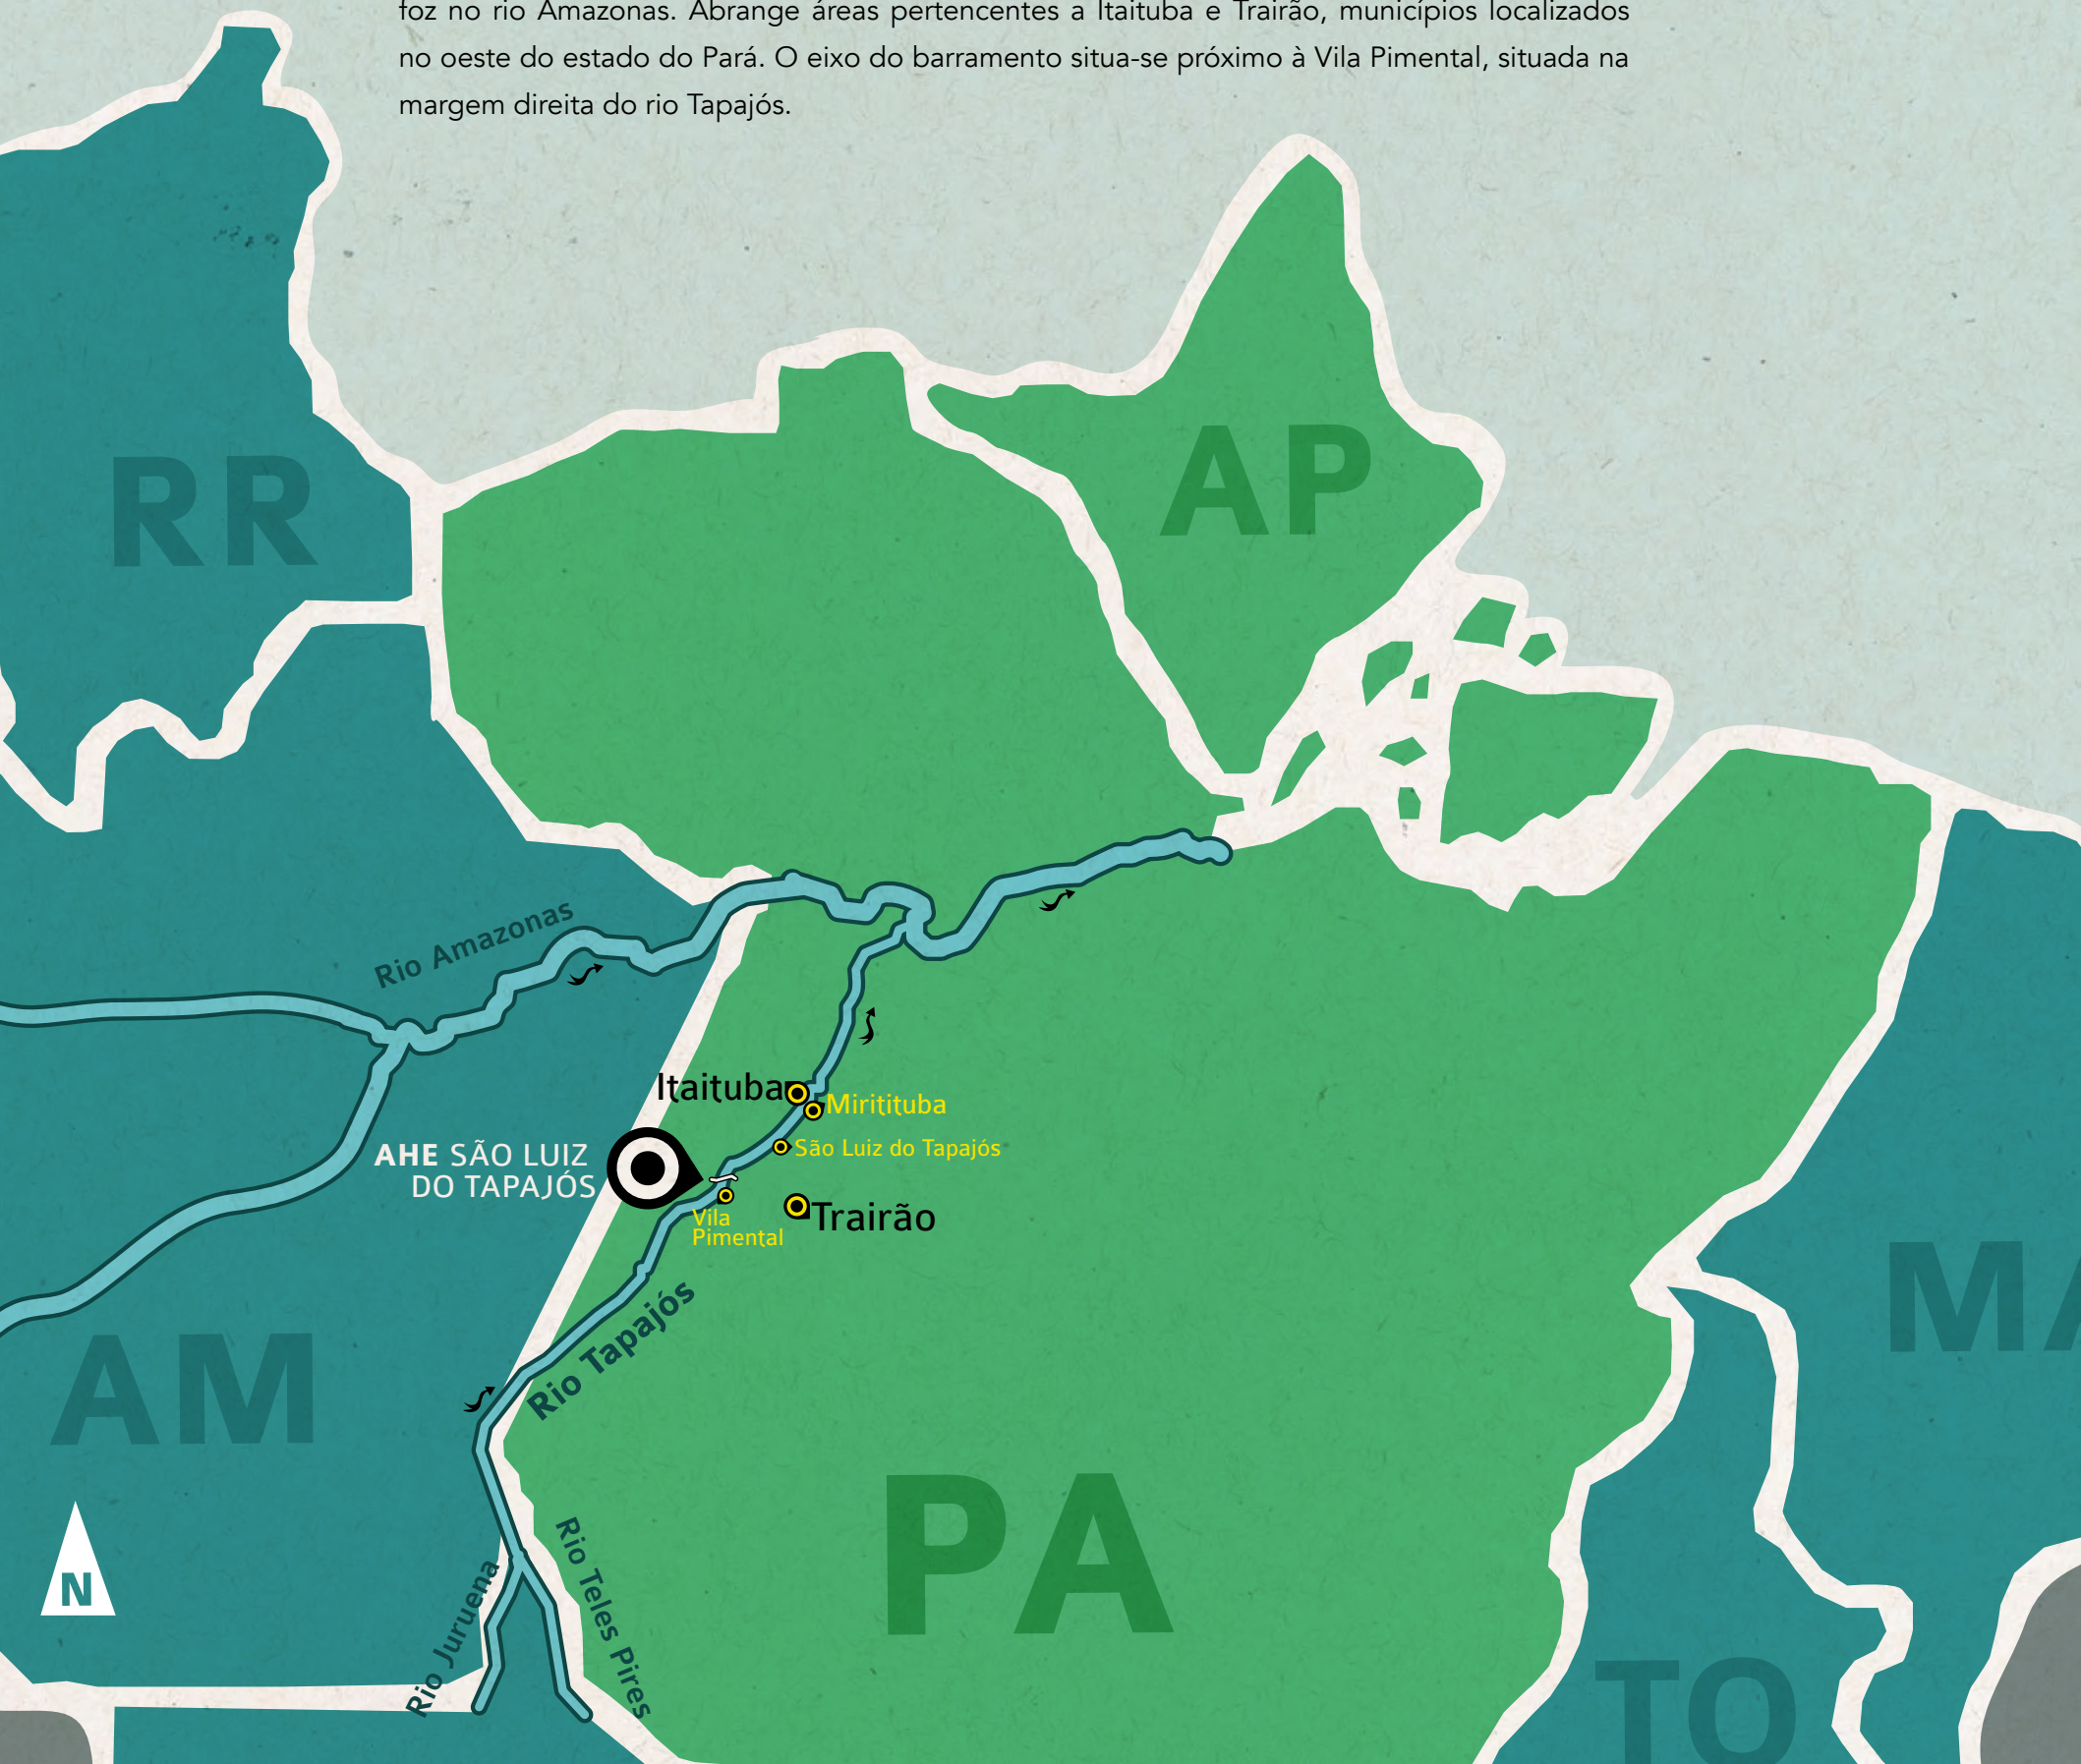 foz no rio Amazonas. Abrange áreas pertencentes a Itaituba e Trairão, municípios localizados
no oeste do estado do Pará. O eixo do barramento situa-se próximo à Vila Pimental, situada na
margem direita do rio Tapajós.
AP
RR
Rio Amazonas
Itaituba
Miritituba
AHE SÃO LUIZ
DO TAPAJÓS
São Luiz do Tapajós
Vila
Pimental
Trairão
Rio Tapajós
MA
AM
PA
N
Rio Juruena
Rio Teles Pires
TO